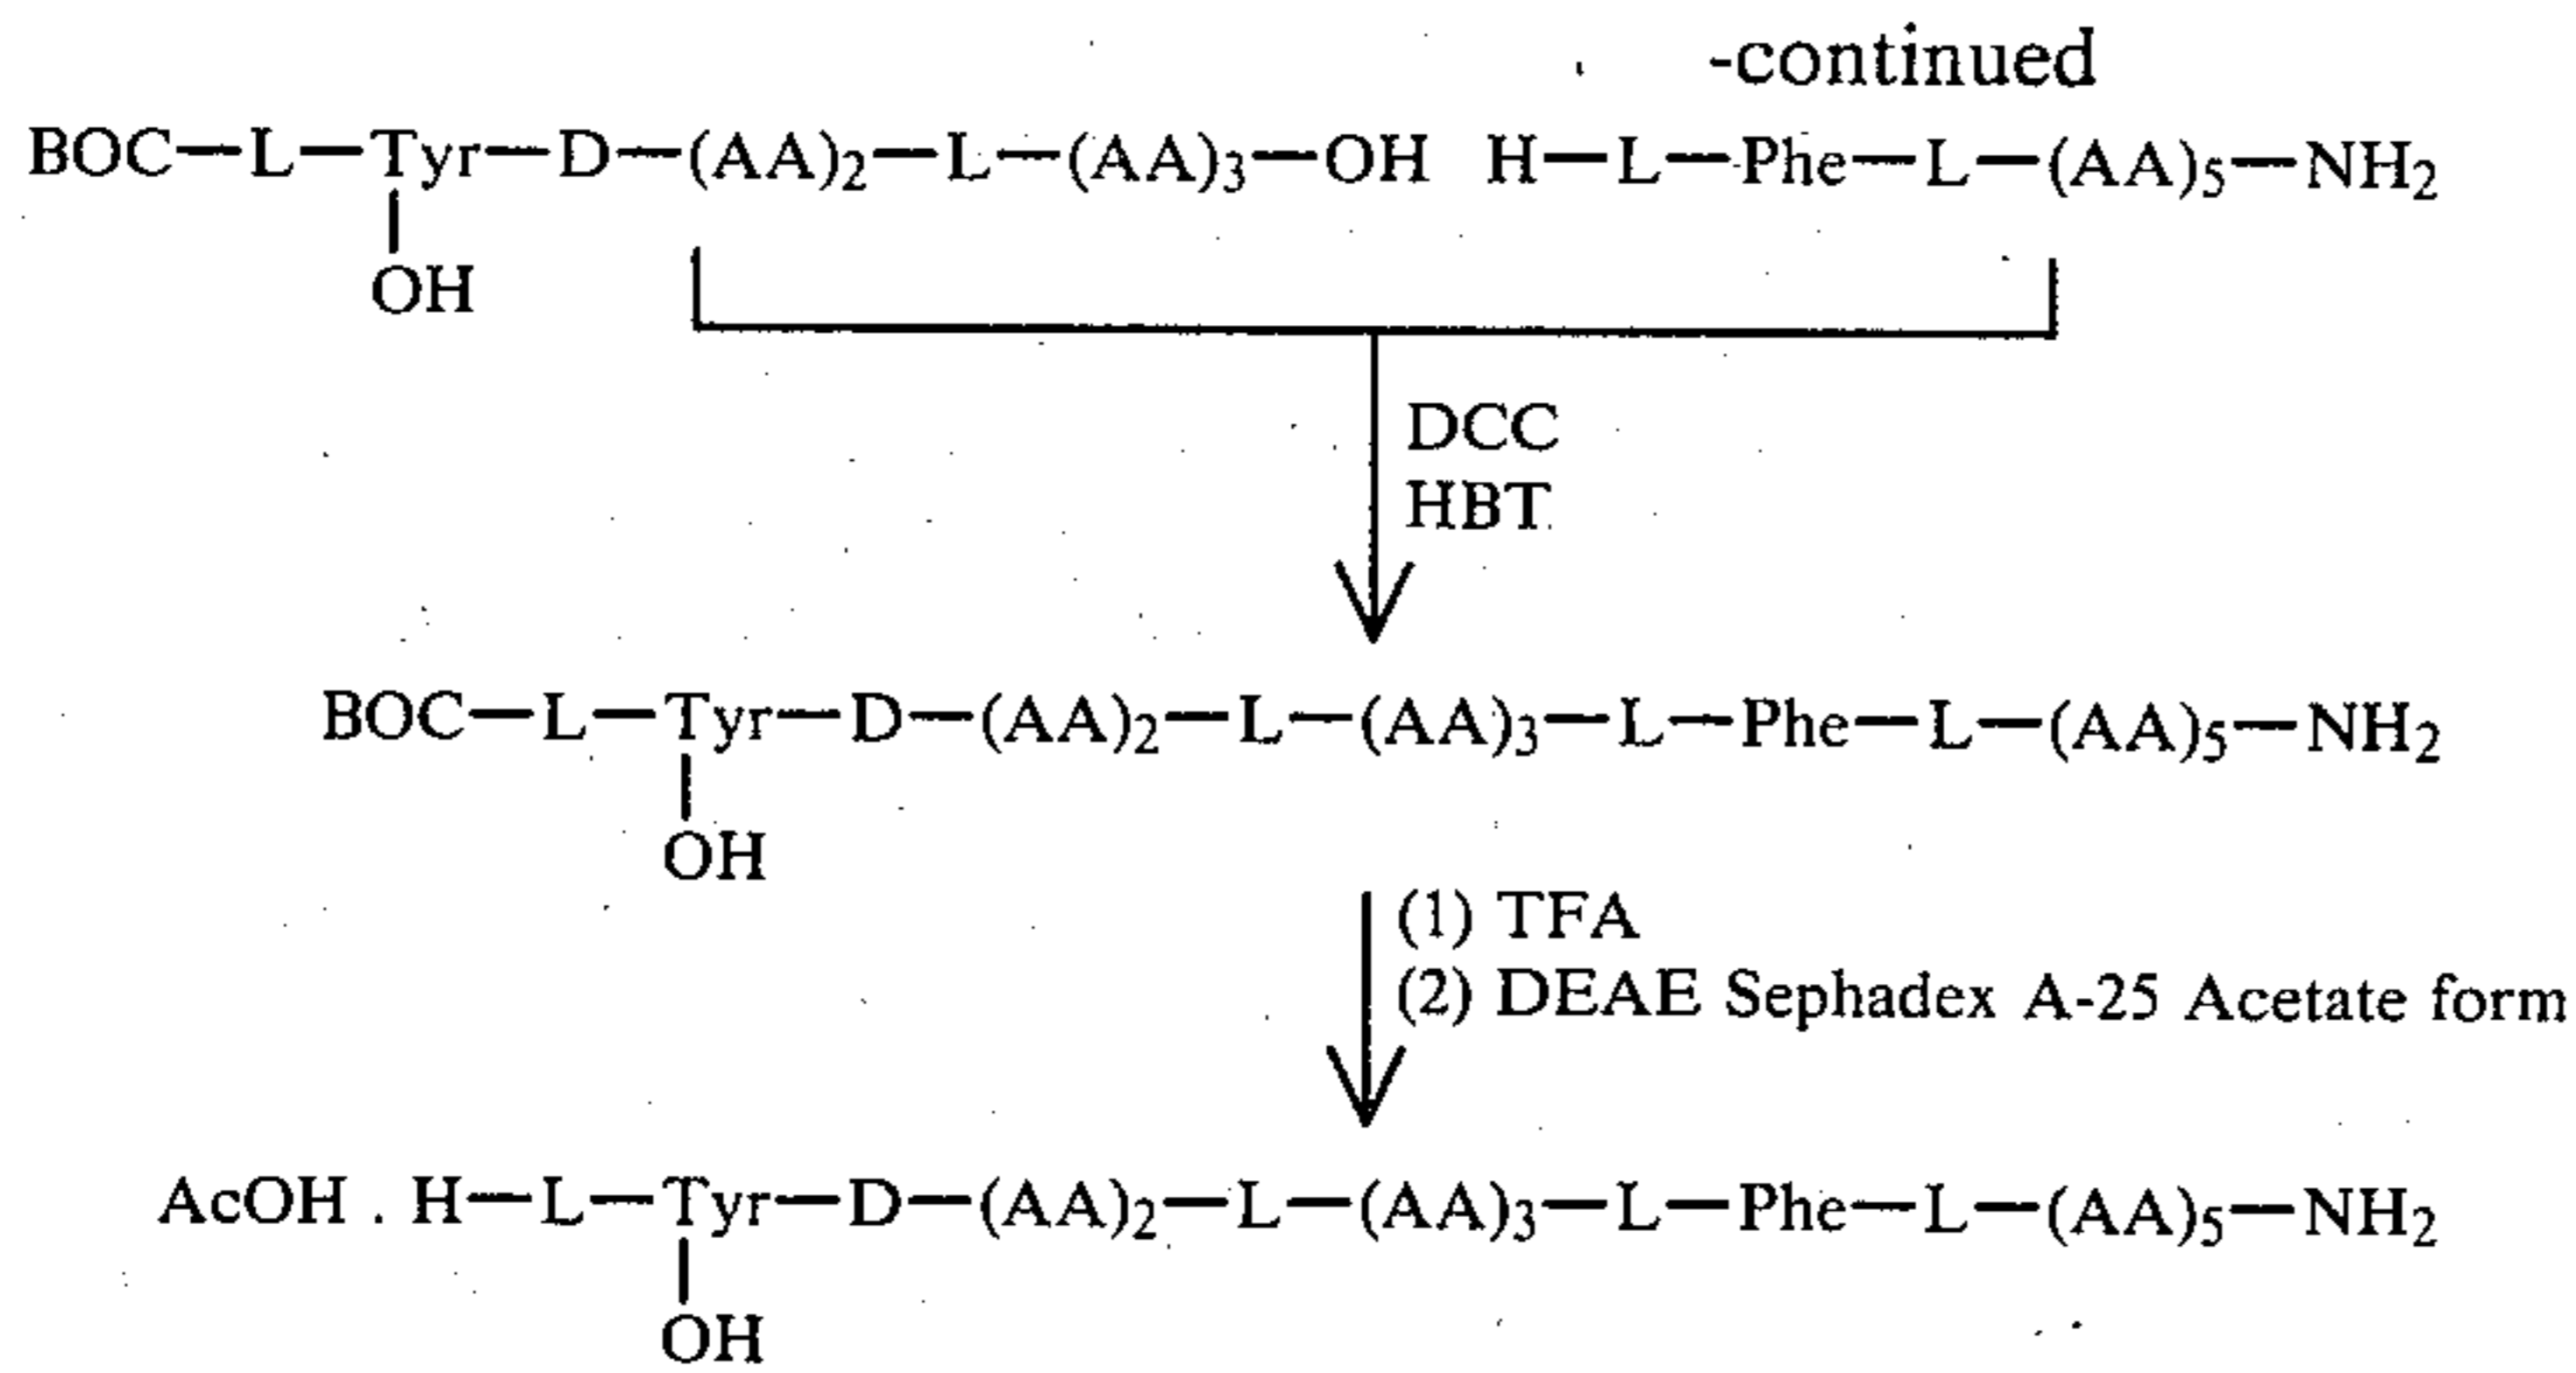 -continued
BOC—L—Tyr—D—(AA)₂—L—(AA)₃—OH H—L—Phe—L—(AA)₅—NH₂
OH
DCC
HBT
BOC—L—Tyr—D—(AA)₂—L—(AA)₃—L—Phe—L—(AA)₅—NH₂
OH
(1) TFA
(2) DEAE Sephadex A-25 Acetate form
AcOH . H—L—Tyr—D—(AA)₂—L—(AA)₃—L—Phe—L—(AA)₅—NH₂
OH